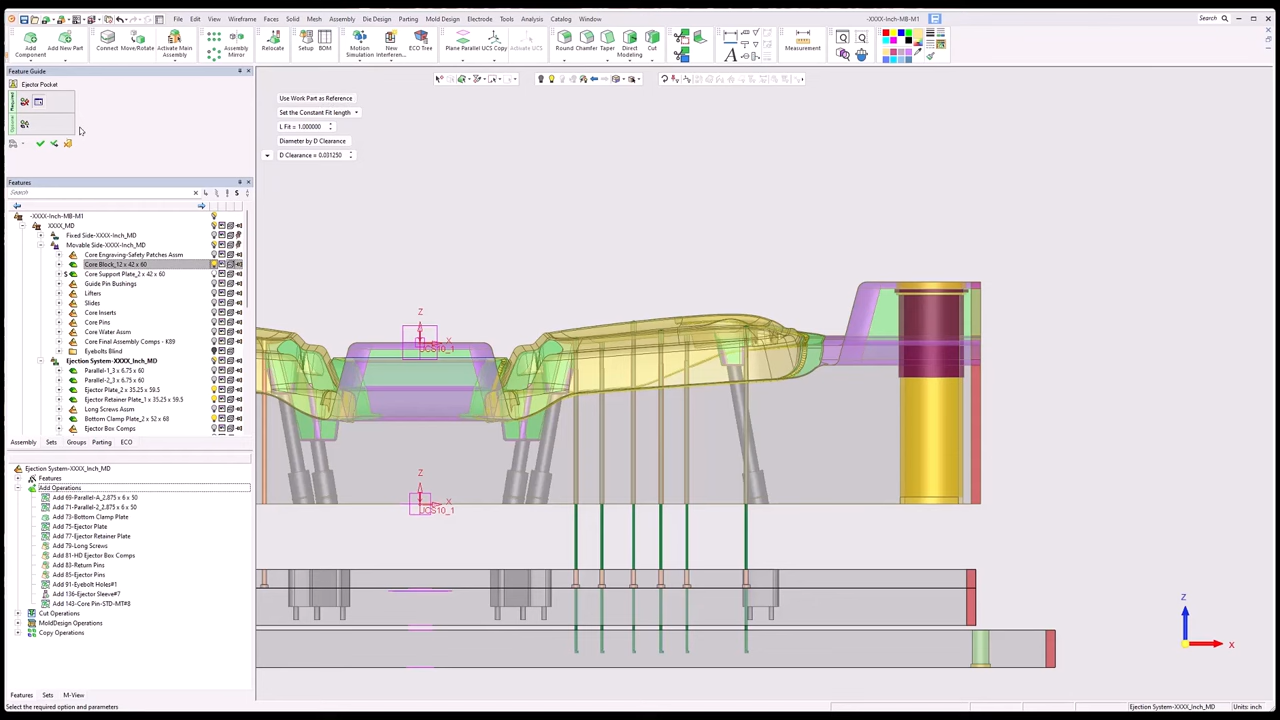 File Edit View Wireframe Faces Solid Mesh Assembly Die Design Parting Mold Design Electrode Tools Analysis Catalog Window
-XXXX-Inch-MB-M1
Search
Add Component
Add New Part
Connect
Move/Rotate
Activate Main Assembly
Assembly Mirror
Relocate
Setup
BOM
Motion Simulation
New Interferen...
ECO Tree
Plane Parallel
UCS Copy
Activate UCS
Round
Chamfer
Taper
Direct Modeling
Cut
Measurement
Feature Guide
Ejector Pocket
Required
Use Work Part as Reference
Set the Constant Fit length
L Fit = 1.000000
Diameter by D Clearance
D Clearance = 0.031250
Features
Search
-XXXX-Inch-MB-M1
XXXX_MD
Fixed Side-XXXX-Inch_MD
Movable Side-XXXX-Inch_MD
Core Engraving-Safety Patches Assm
Core Block_12 x 42 x 60
Core Support Plate_2 x 42 x 60
Guide Pin Bushings
Lifters
Slides
Core Inserts
Core Pins
Core Water Assm
Core Final Assembly Comps - K89
Eyebolts Blind
Ejection System-XXXX_Inch_MD
Parallel-1_3 x 6.75 x 60
Parallel-2_3 x 6.75 x 60
Ejector Plate_2 x 35.25 x 59.5
Ejector Retainer Plate_1 x 35.25 x 59.5
Long Screws Assm
Bottom Clamp Plate_2 x 52 x 68
Ejector Box Comps
Assembly Sets Groups Parting ECO
Ejection System-XXXX_Inch_MD
Features
Add Operations
Add 69-Parallel-A_2.875 x 6 x 50
Add 71-Parallel-2_2.875 x 6 x 50
Add 73-Bottom Clamp Plate
Add 75-Ejector Plate
Add 77-Ejector Retainer Plate
Add 79-Long Screws
Add 81-HD Ejector Box Comps
Add 83-Return Pins
Add 85-Ejector Pins
Add 91-Eyebolt Holes#1
Add 136-Ejector Sleeve#7
Add 143-Core Pin-STD-MT#8
Cut Operations
MoldDesign Operations
Copy Operations
Features Sets M-View
Z
X
UCS10_1
Z
X
UCS10_1
Z
X
Select the required option and parameters
Ejection System-XXXX_Inch_MD
Units: inch